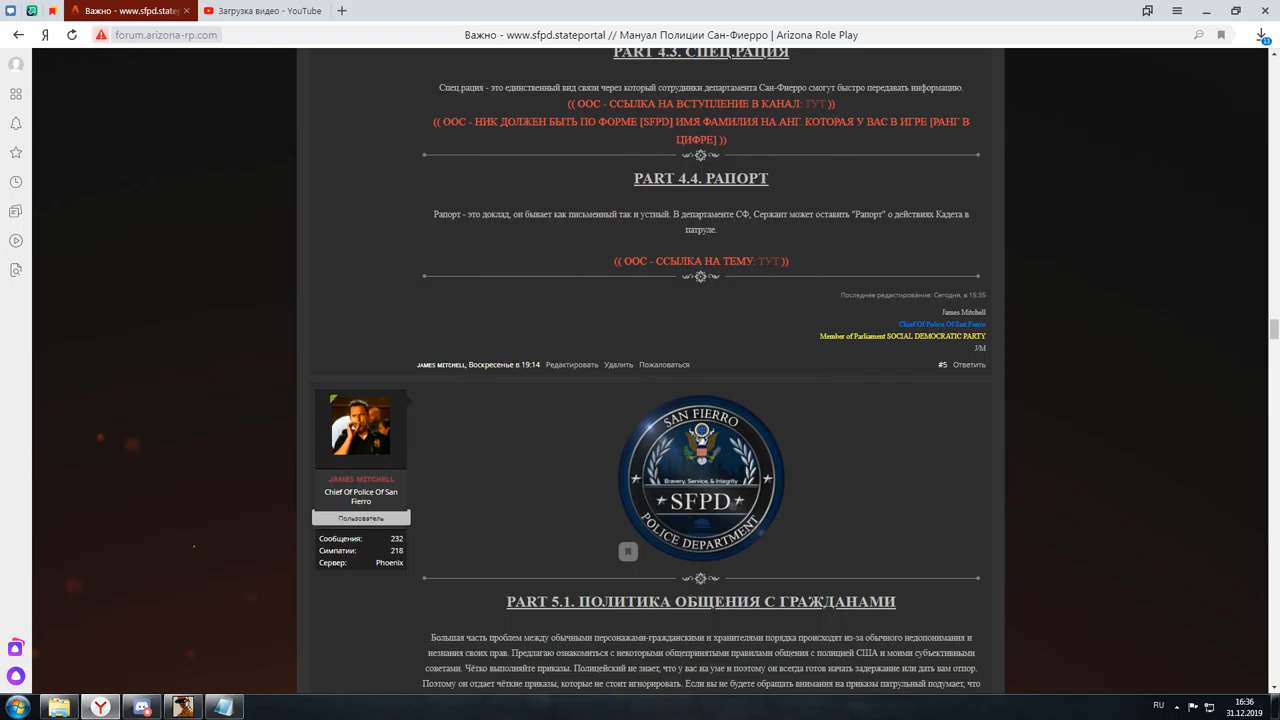 Важно - www.sfpd.statep
Загрузка видео - YouTube
forum.arizona-rp.com
Важно - www.sfpd.stateportal // Мануал Полиции Сан-Фиерро | Arizona Role Play
13
PART 4.3. СПЕЦ.РАЦИЯ
Спец.рация - это единственный вид связи через который сотрудники департамента Сан-Фиерро смогут быстро передавать информацию.
(( OOC - ССЫЛКА НА ВСТУПЛЕНИЕ В КАНАЛ: ТУТ ))
(( OOC - НИК ДОЛЖЕН БЫТЬ ПО ФОРМЕ [SFPD] ИМЯ ФАМИЛИЯ НА АНГ. КОТОРАЯ У ВАС В ИГРЕ [РАНГ В
ЦИФРЕ] ))
PART 4.4. РАПОРТ
Рапорт - это доклад, он бывает как письменный так и устный. В департаменте СФ, Сержант может оставить "Рапорт" о действиях Кадета в
патруле.
(( OOC - ССЫЛКА НА ТЕМУ: ТУТ ))
Последнее редактирование: Сегодня, в 15:35
James Mitchell
Chief Of Police Of San Fierro
Member of Parliament SOCIAL DEMOCRATIC PARTY
J/M
JAMES MITCHELL, Воскресенье в 19:14 Редактировать Удалить Пожаловаться
#5 Ответить
SAN FIERRO
Bravery, Service, & Integrity
SFPD
POLICE DEPARTMENT
JAMES MITCHELL
Chief Of Police Of San
Fierro
Пользователь
Сообщения: 232
Симпатии: 218
Сервер: Phoenix
PART 5.1. ПОЛИТИКА ОБЩЕНИЯ С ГРАЖДАНАМИ
Большая часть проблем между обычными персонажами-гражданскими и хранителями порядка происходят из-за обычного недопонимания и
незнания своих прав. Предлагаю ознакомиться с некоторыми общепринятыми правилами общения с полицией США и моими субъективными
советами. Чётко выполняйте приказы. Полицейский не знает, что у вас на уме и поэтому он всегда готов начать задержание или дать вам отпор.
Поэтому он отдает чёткие приказы, которые не стоит игнорировать. Если вы не будете обращать внимания на приказы патрульный подумает, что
RU
16:36
31.12.2019